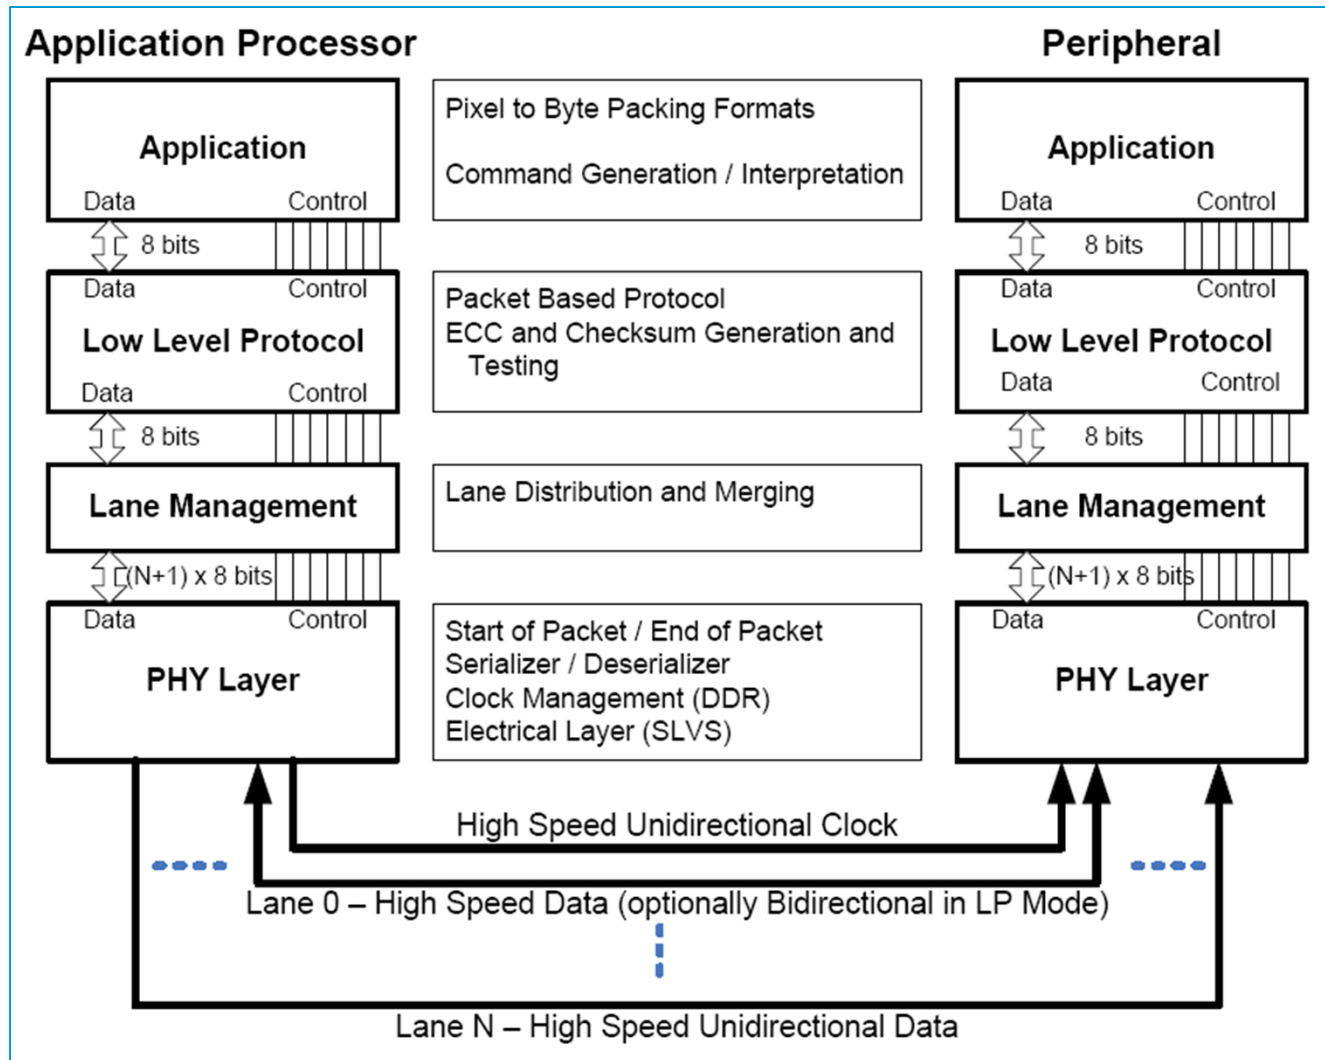 Application Processor
Peripheral
Application
Data Control
8 bits
Data Control
Low Level Protocol
Data Control
8 bits
Lane Management
(N+1) x 8 bits
Data Control
PHY Layer
Pixel to Byte Packing Formats
Command Generation / Interpretation
Packet Based Protocol
ECC and Checksum Generation and
Testing
Lane Distribution and Merging
Start of Packet / End of Packet
Serializer / Deserializer
Clock Management (DDR)
Electrical Layer (SLVS)
Application
Data Control
8 bits
Data Control
Low Level Protocol
Data Control
8 bits
Lane Management
(N+1) x 8 bits
Data Control
PHY Layer
High Speed Unidirectional Clock
Lane 0 – High Speed Data (optionally Bidirectional in LP Mode)
Lane N – High Speed Unidirectional Data